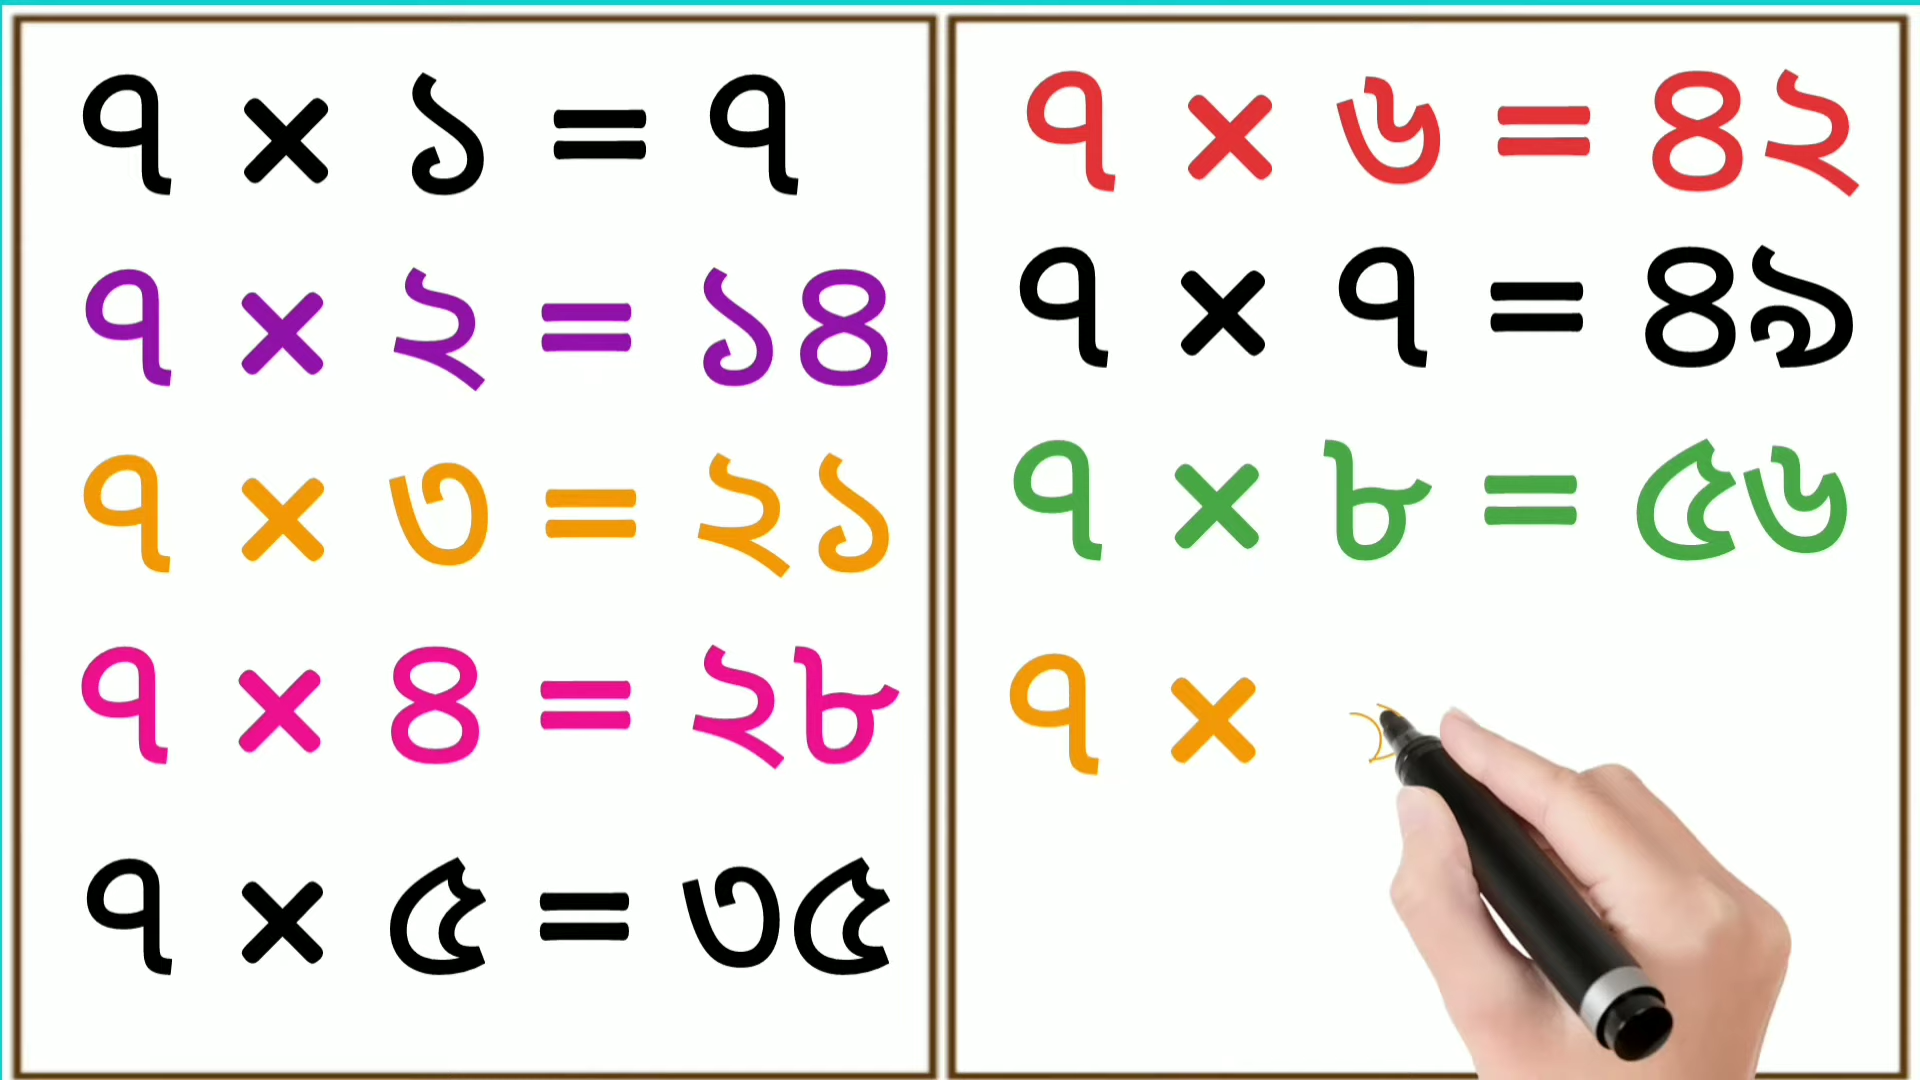 ৭ × ১ = ৭
৭ × ২ = ১৪
৭ × ৩ = ২১
৭ × ৪ = ২৮
৭ × ৫ = ৩৫
৭ × ৬ = ৪২
৭ × ৭ = ৪৯
৭ × ৮ = ৫৬
৭ ×